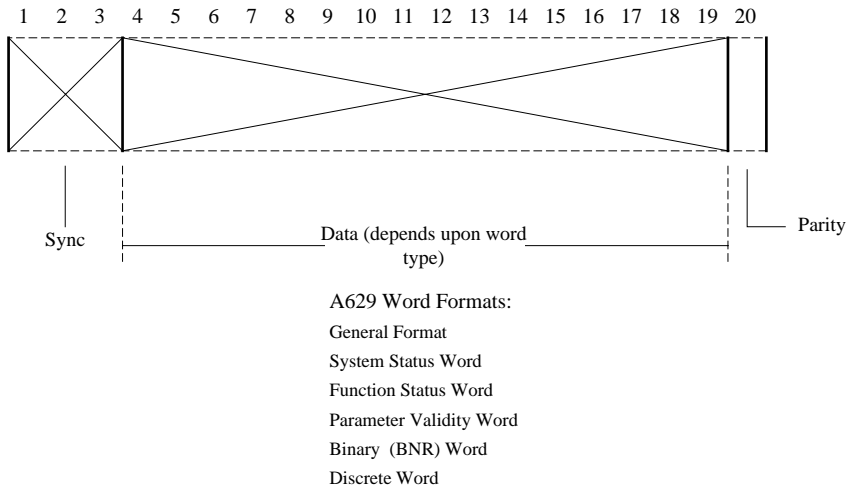 1 2 3 4 5 6 7 8 9 10 11 12 13 14 15 16 17 18 19 20
Sync
Data (depends upon word
type)
Parity
A629 Word Formats:
General Format
System Status Word
Function Status Word
Parameter Validity Word
Binary (BNR) Word
Discrete Word